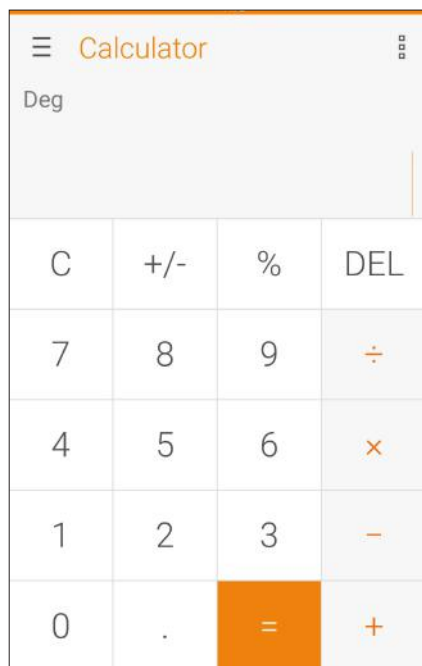 Calculator
Deg
C +/- % DEL
7 8 9 ÷
4 5 6 ×
1 2 3 −
0 . = +